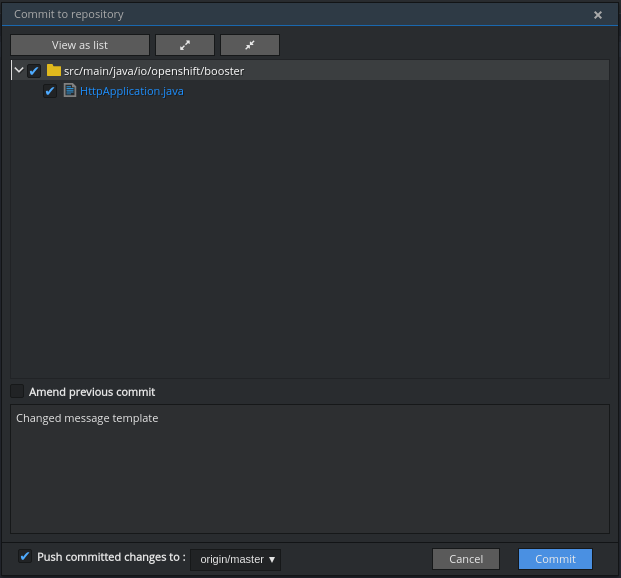 Commit to repository
View as list
src/main/java/io/openshift/booster
HttpApplication.java
Amend previous commit
Changed message template
Push committed changes to : origin/master
Cancel Commit